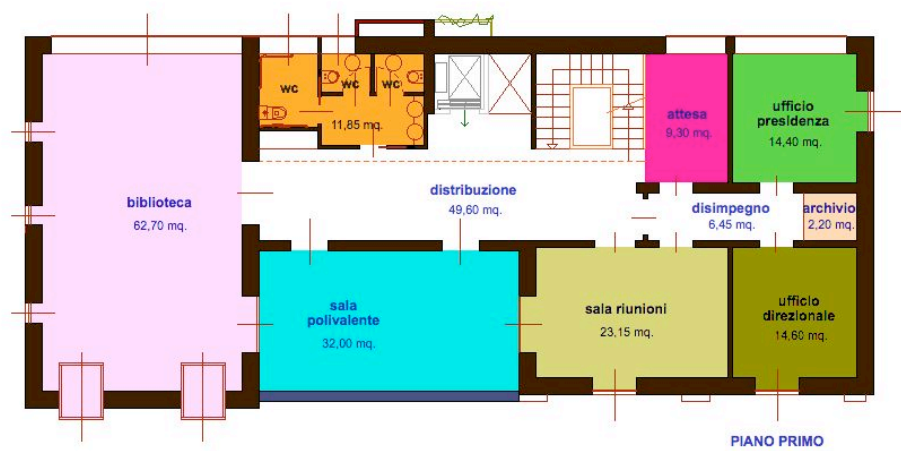 wc
wc
wc
11,85 mq.
attesa
9,30 mq.
ufficio
presidenza
14,40 mq.
biblioteca
62,70 mq.
distribuzione
49,60 mq.
disimpegno
6,45 mq.
archivio
2,20 mq.
sala
polivalente
32,00 mq.
sala riunioni
23,15 mq.
ufficio
direzionale
14,60 mq.
PIANO PRIMO